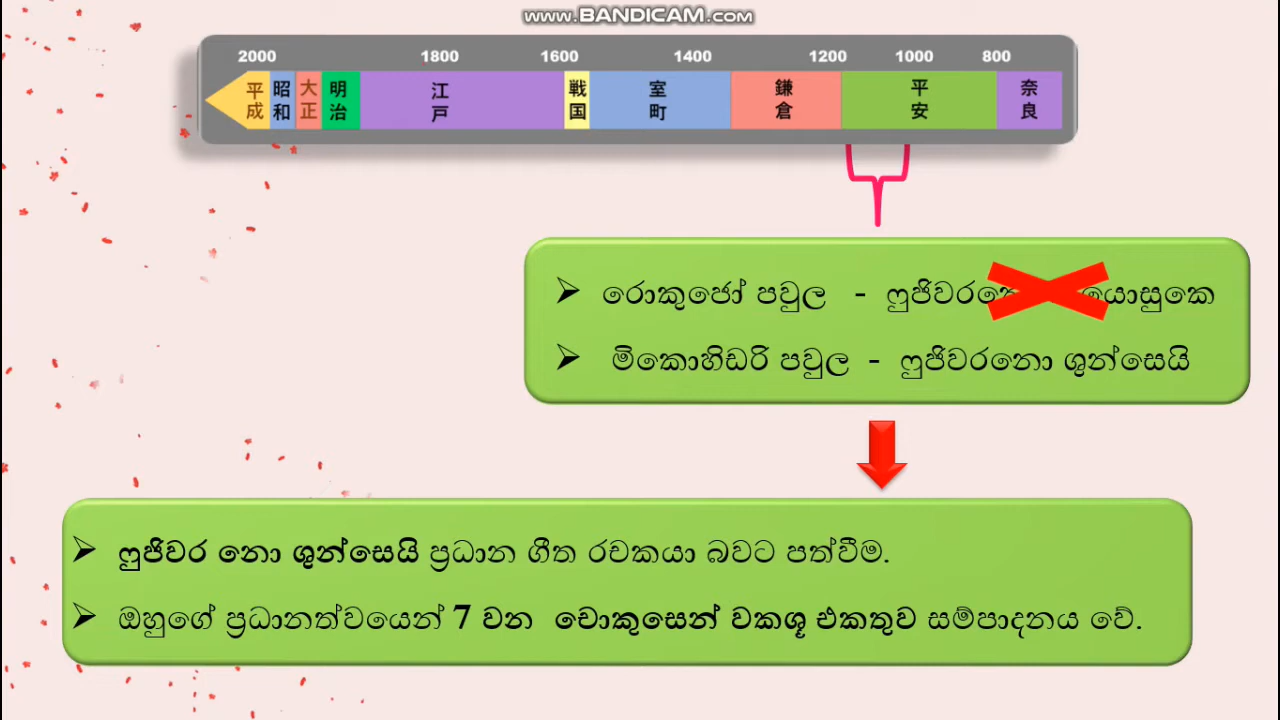 www.BANDICAM.com
2000 1800 1600 1400 1200 1000 800
平成 昭和 大正 明治 江戸 戦国 室町 鎌倉 平安 奈良
➢ රොකුජෝ පවුල - ෆුජිවරනො යොසුකෙ
➢ මිකොහිඩරි පවුල - ෆුජිවරනො ශුන්සෙයි
➢ ෆුජිවර නො ශුන්සෙයි ප්‍රධාන ගීත රචකයා බවට පත්වීම.
➢ ඔහුගේ ප්‍රධානත්වයෙන් 7 වන චොකුසෙන් වකශූ එකතුව සම්පාදනය වේ.